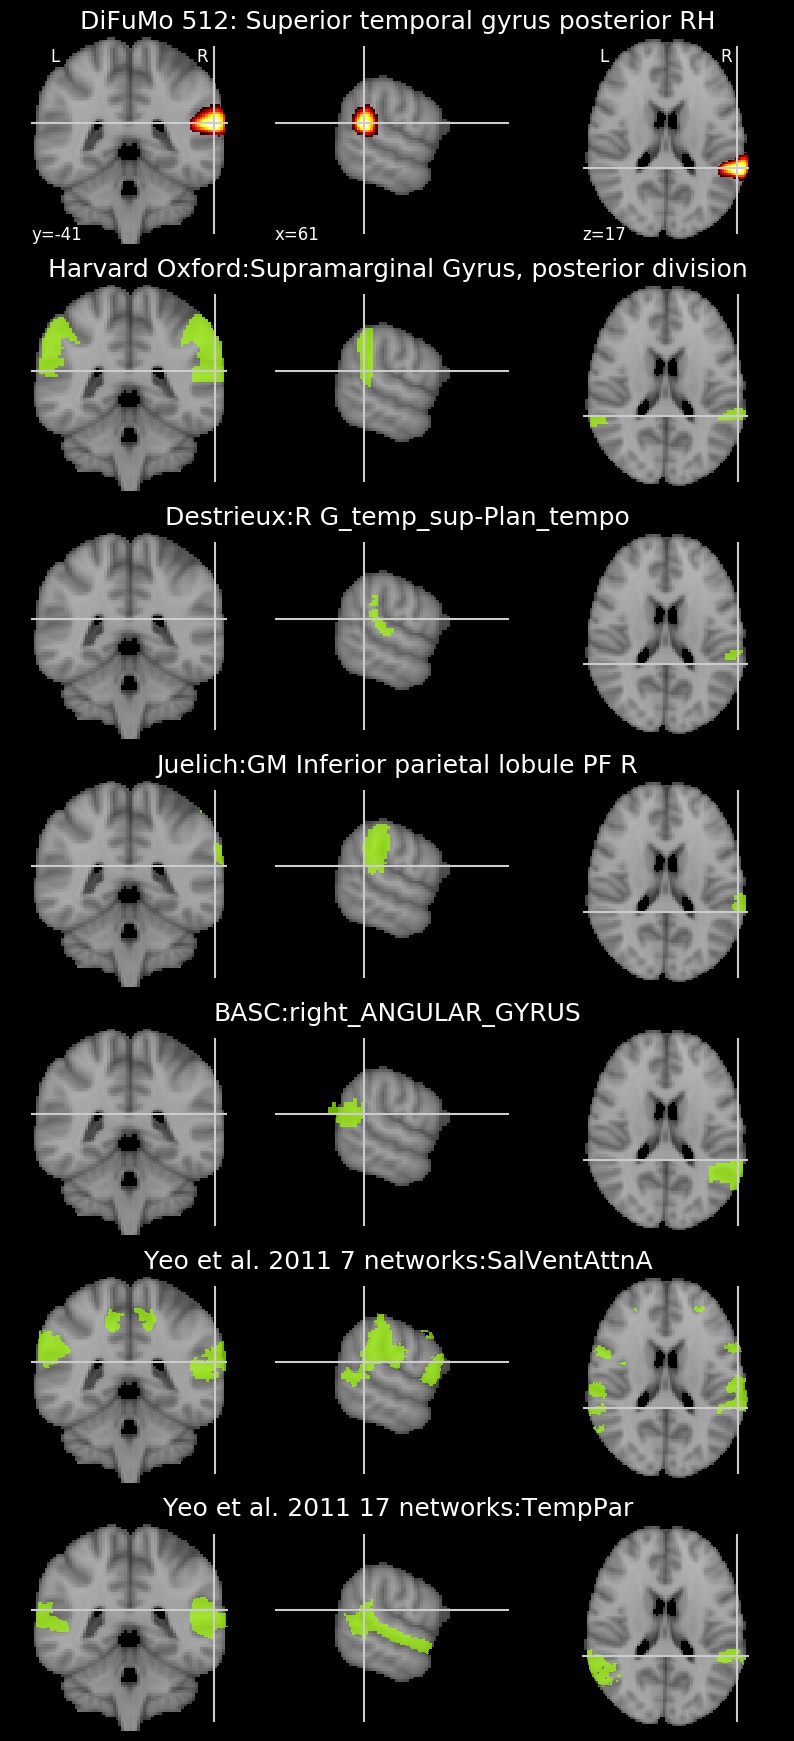 DiFuMo 512: Superior temporal gyrus posterior RH
L R L R
y=-41 x=61 z=17
Harvard Oxford:Supramarginal Gyrus, posterior division
Destrieux:R G_temp_sup-Plan_tempo
Juelich:GM Inferior parietal lobule PF R
BASC:right_ANGULAR_GYRUS
Yeo et al. 2011 7 networks:SalVentAttnA
Yeo et al. 2011 17 networks:TempPar